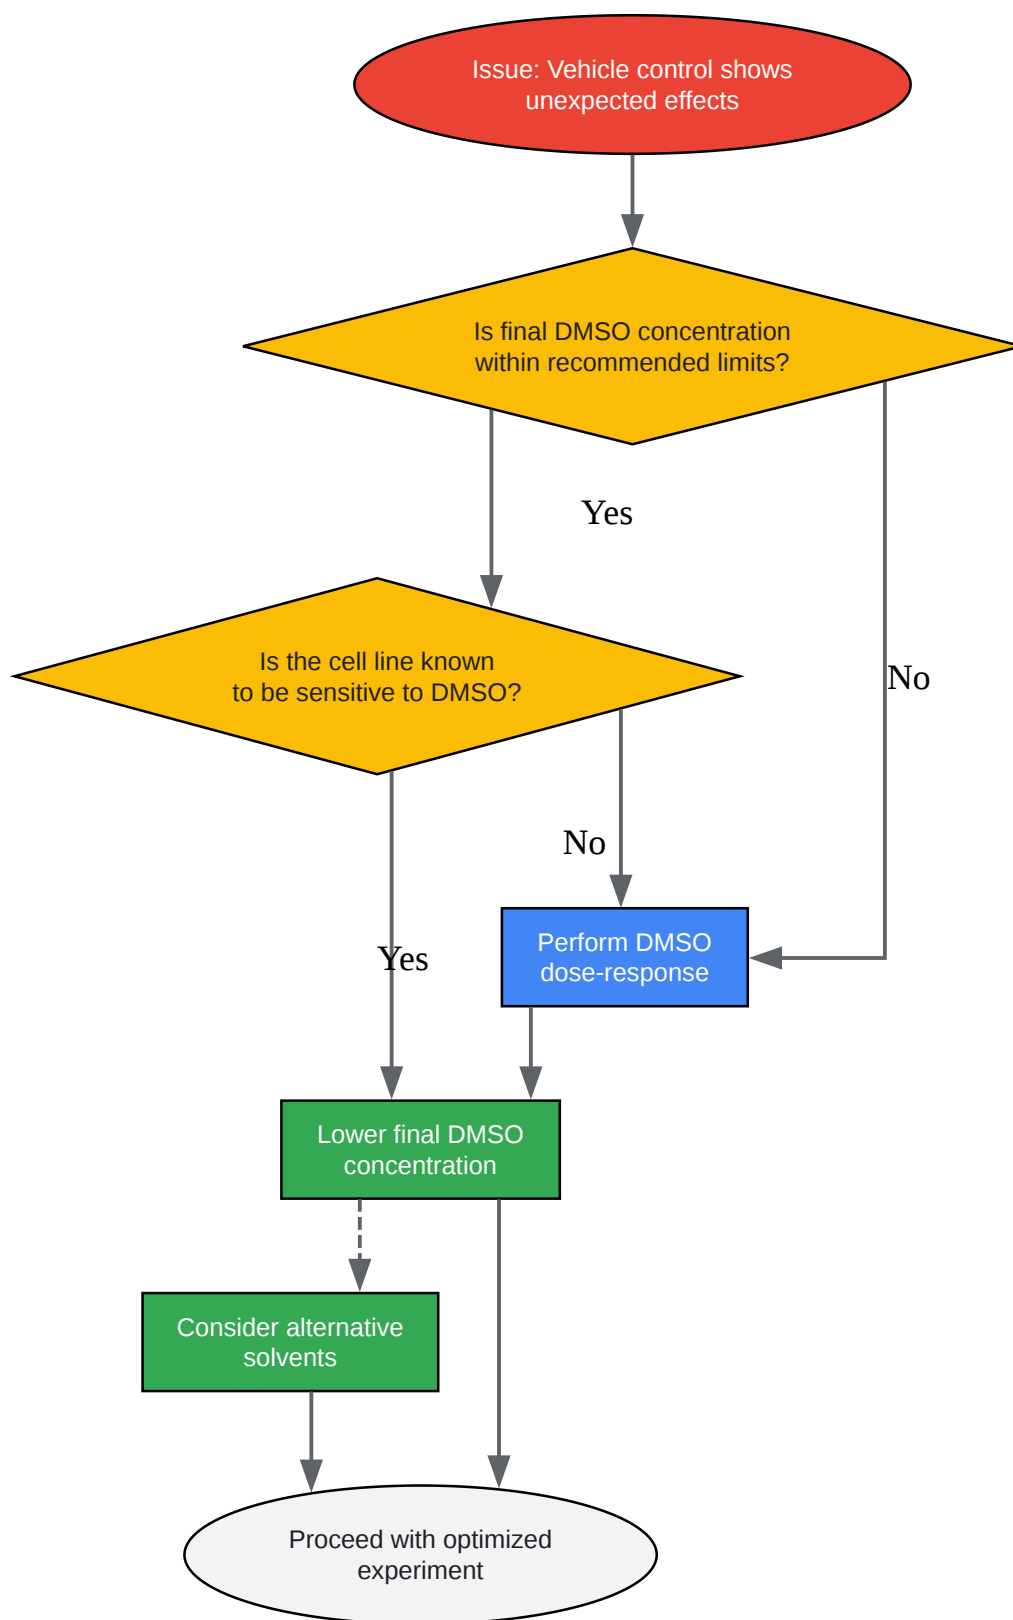 Issue: Vehicle control shows
unexpected effects
Is final DMSO concentration
within recommended limits?
Yes
Is the cell line known
to be sensitive to DMSO?
No
No
Perform DMSO
dose-response
Yes
Lower final DMSO
concentration
Consider alternative
solvents
Proceed with optimized
experiment